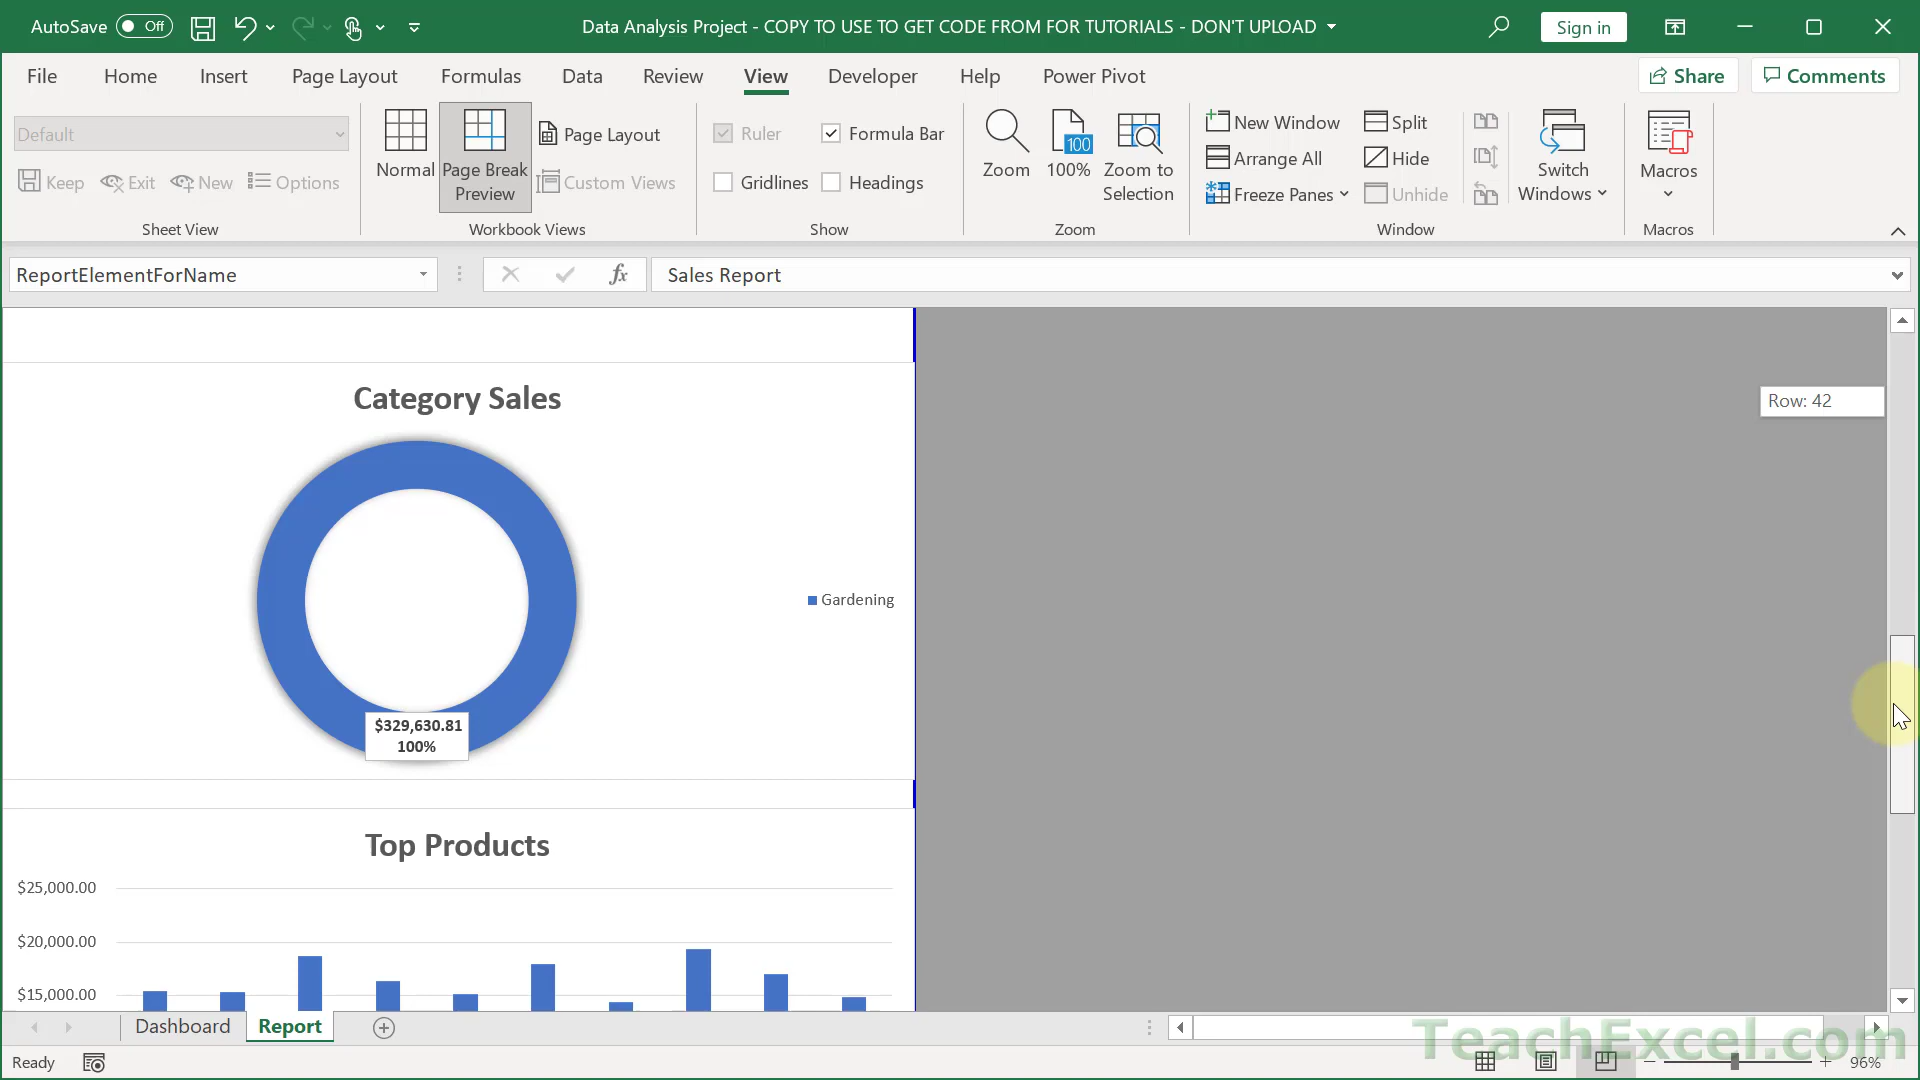 AutoSave Off Data Analysis Project - COPY TO USE TO GET CODE FROM FOR TUTORIALS - DON'T UPLOAD Sign in
File Home Insert Page Layout Formulas Data Review View Developer Help Power Pivot Share Comments
Default
Keep Exit New Options
Sheet View
Normal
Page Break
Preview
Page Layout
Custom Views
Workbook Views
Ruler Formula Bar
Gridlines Headings
Show
Zoom
100
100%
Zoom to
Selection
Zoom
New Window Split
Arrange All Hide
Freeze Panes Unhide
Switch
Windows
Window
Macros
Macros
ReportElementForName fx Sales Report
Row: 42
Category Sales
Gardening
$329,630.81
100%
Top Products
$25,000.00
$20,000.00
$15,000.00
Dashboard Report
TeachExcel.com
Ready 96%